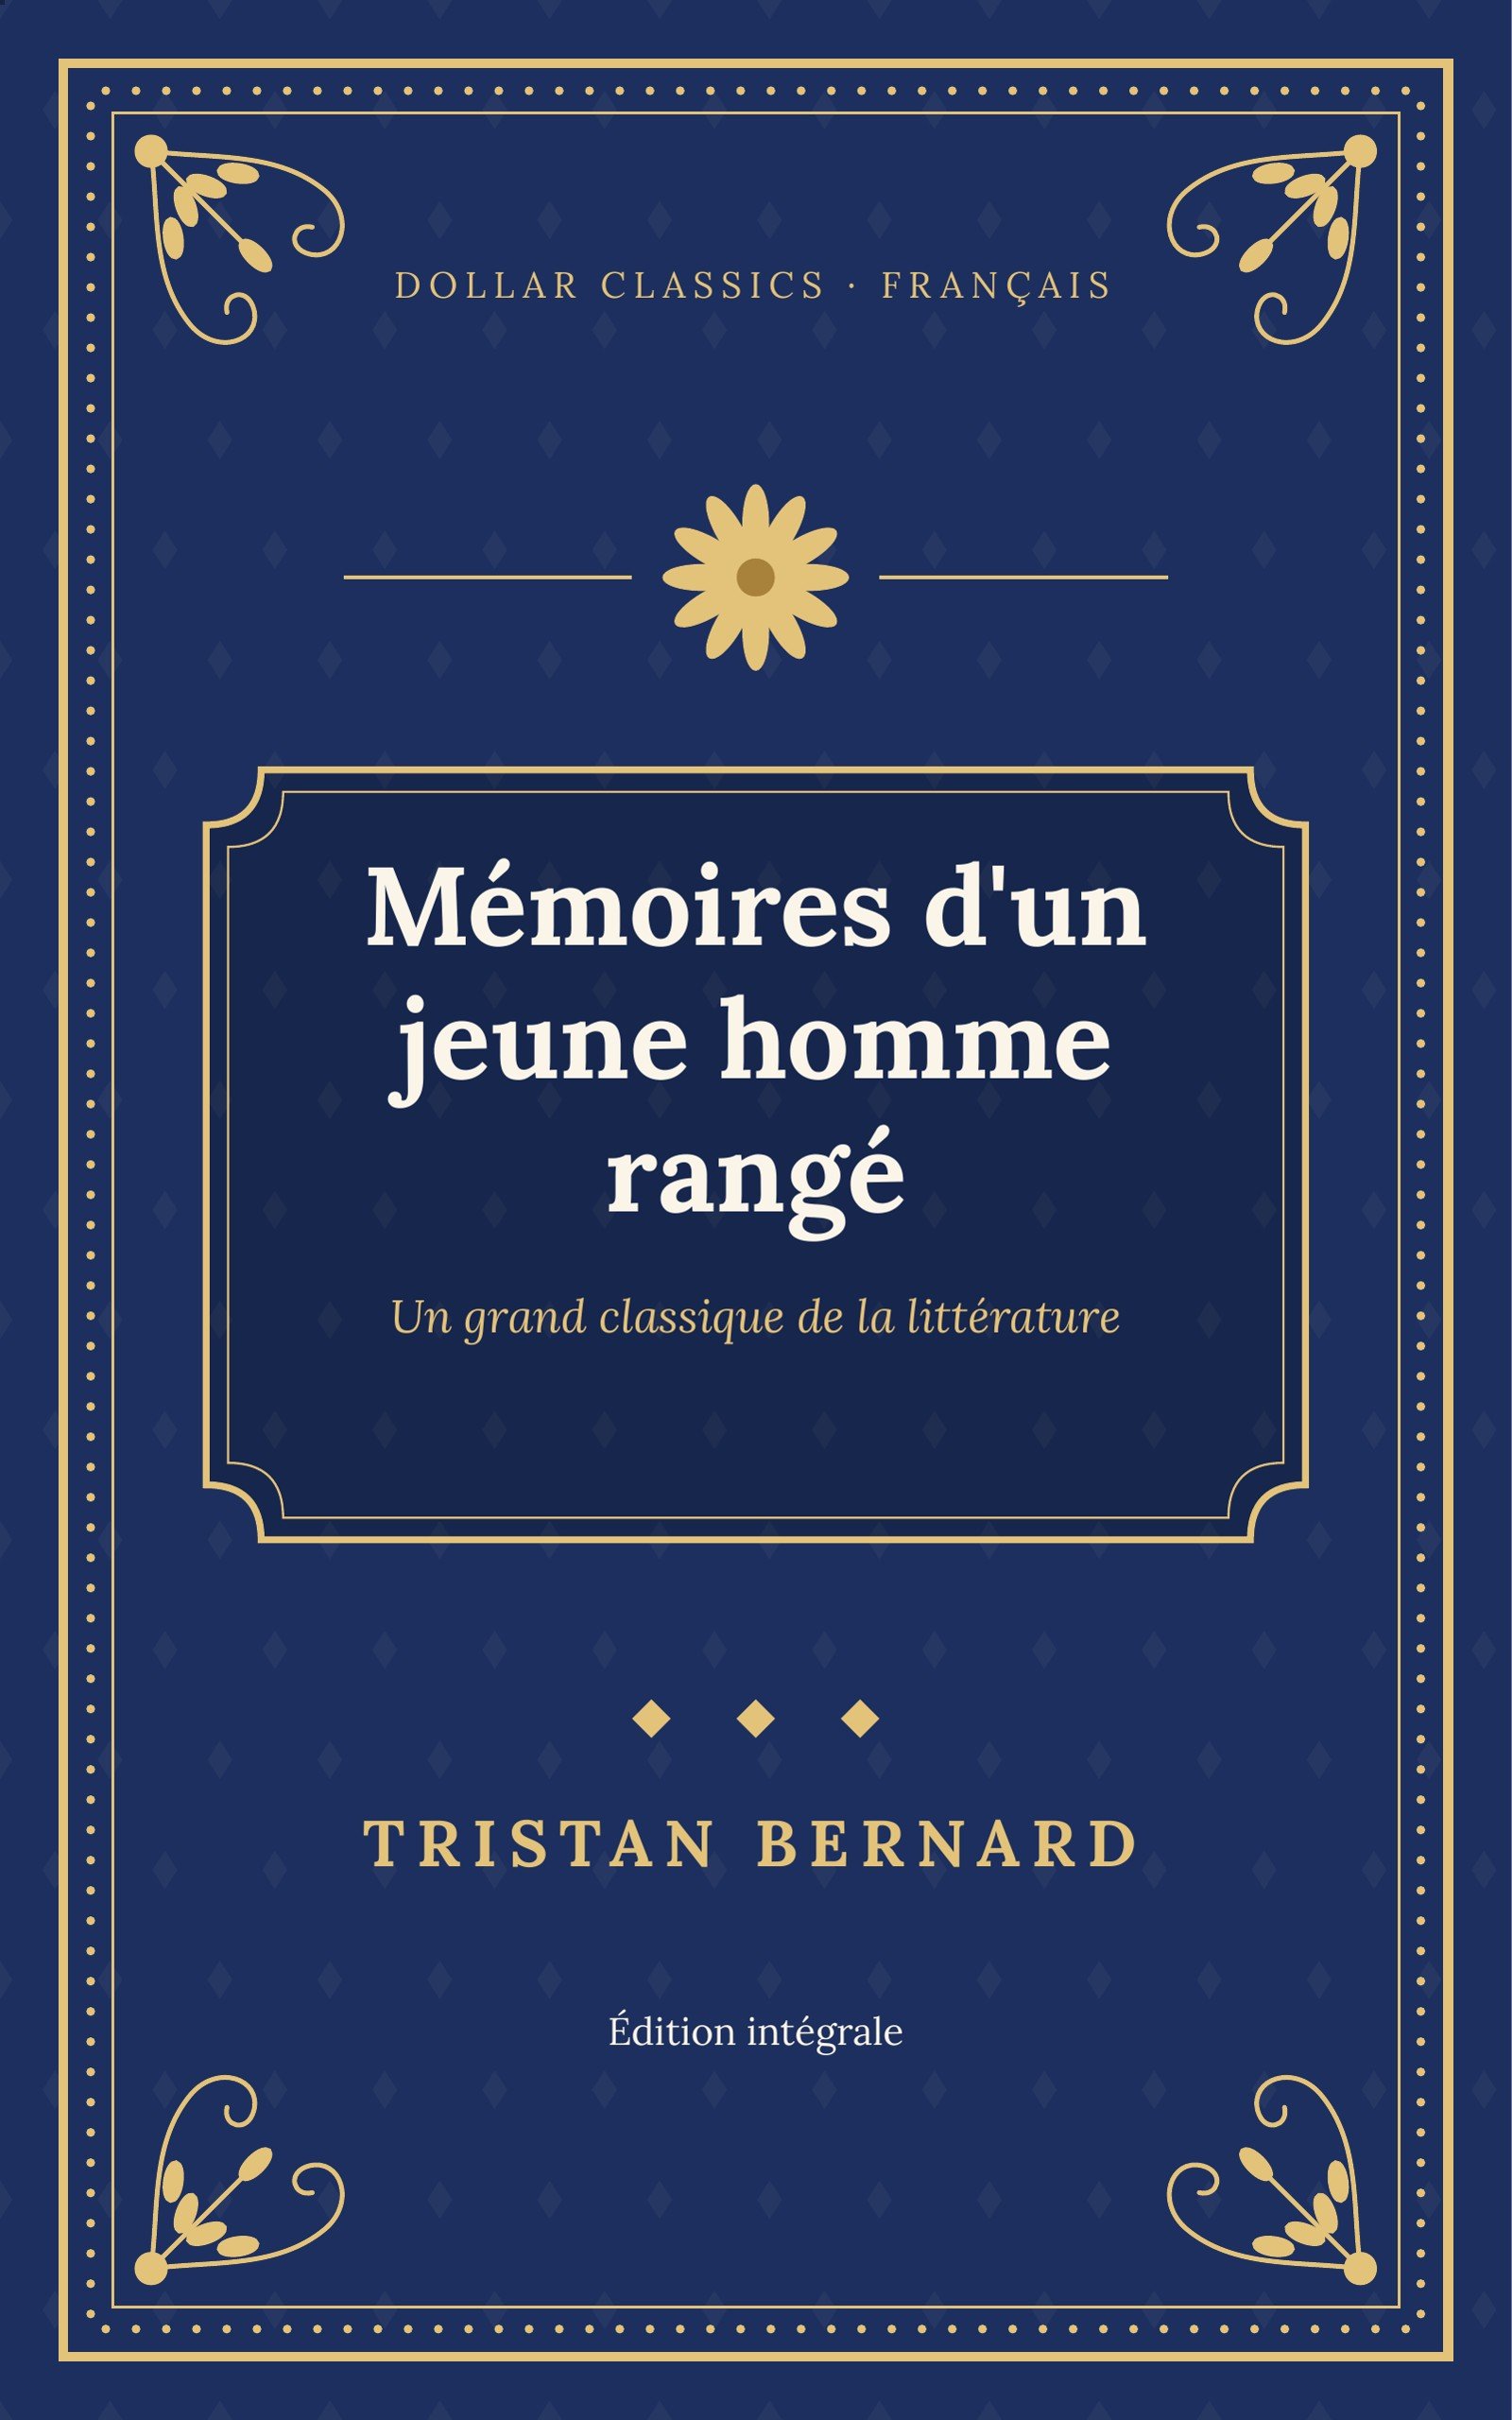 DOLLAR CLASSICS · FRANÇAIS
Mémoires d'un
jeune homme
rangé
Un grand classique de la littérature
TRISTAN BERNARD
Édition intégrale